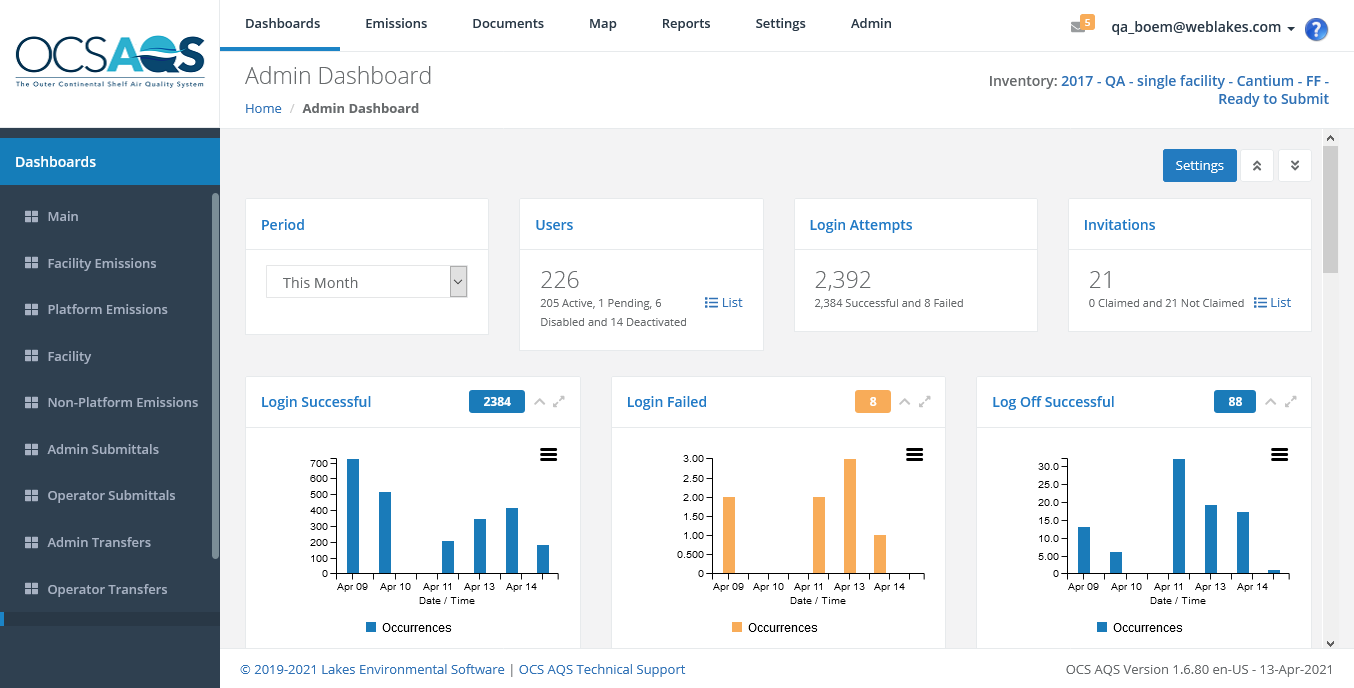 OCSAQS
The Outer Continental Shelf Air Quality System
Dashboards Emissions Documents Map Reports Settings Admin
5 qa_boem@weblakes.com ?
Admin Dashboard
Home / Admin Dashboard
Inventory: 2017 - QA - single facility - Cantium - FF -
Ready to Submit
Dashboards
Main
Facility Emissions
Platform Emissions
Facility
Non-Platform Emissions
Admin Submittals
Operator Submittals
Admin Transfers
Operator Transfers
Settings
Period
This Month
Users
226
205 Active, 1 Pending, 6
Disabled and 14 Deactivated
List
Login Attempts
2,392
2,384 Successful and 8 Failed
Invitations
21
0 Claimed and 21 Not Claimed
List
Login Successful 2384
700
600
500
400
300
200
100
0
Apr 09 Apr 10 Apr 11 Apr 13 Apr 14
Date / Time
Occurrences
Login Failed 8
3.00
2.50
2.00
1.50
1.00
0.500
0
Apr 09 Apr 10 Apr 11 Apr 13 Apr 14
Date / Time
Occurrences
Log Off Successful 88
30.0
25.0
20.0
15.0
10.0
5.00
0
Apr 09 Apr 10 Apr 11 Apr 13 Apr 14
Date / Time
Occurrences
© 2019-2021 Lakes Environmental Software | OCS AQS Technical Support
OCS AQS Version 1.6.80 en-US - 13-Apr-2021